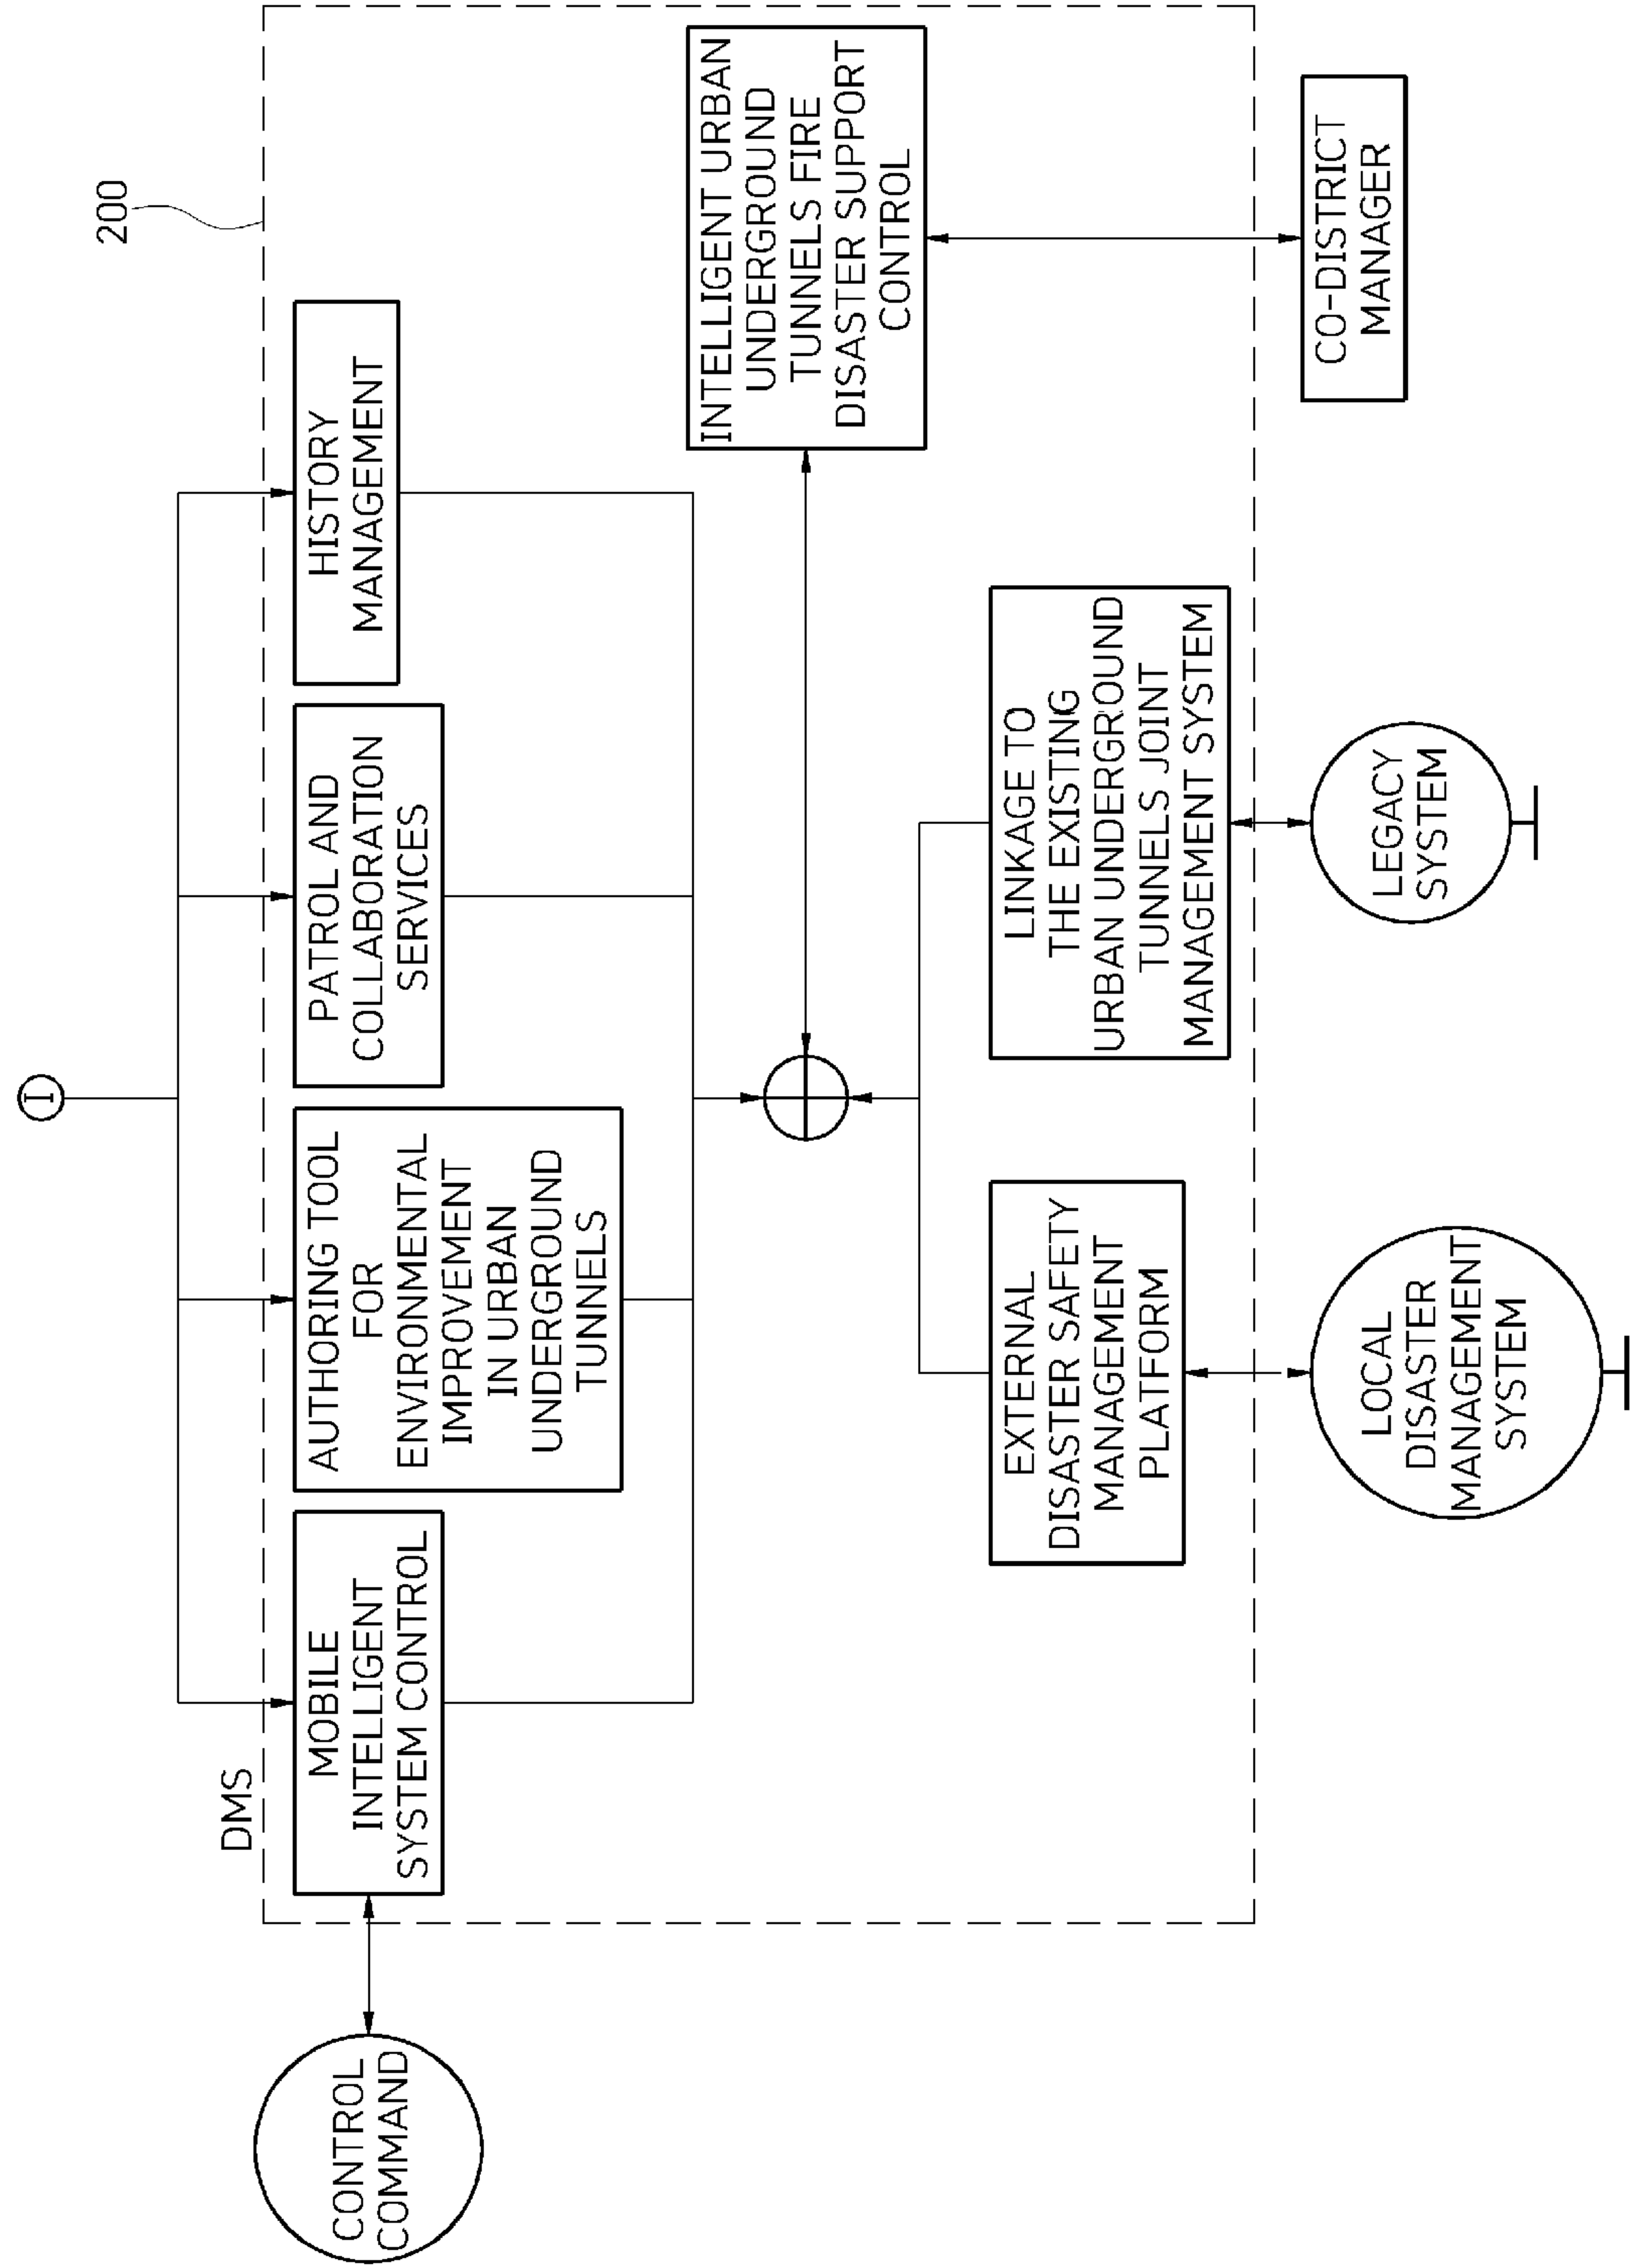 I
200
DMS
CONTROL
COMMAND
MOBILE
INTELLIGENT
SYSTEM CONTROL
AUTHORING TOOL
FOR
ENVIRONMENTAL
IMPROVEMENT
IN URBAN
UNDERGROUND
TUNNELS
PATROL AND
COLLABORATION
SERVICES
HISTORY
MANAGEMENT
INTELLIGENT URBAN
UNDERGROUND
TUNNELS FIRE
DISASTER SUPPORT
CONTROL
EXTERNAL
DISASTER SAFETY
MANAGEMENT
PLATFORM
LINKAGE TO
THE EXISTING
URBAN UNDERGROUND
TUNNELS JOINT
MANAGEMENT SYSTEM
LOCAL
DISASTER
MANAGEMENT
SYSTEM
LEGACY
SYSTEM
CO-DISTRICT
MANAGER